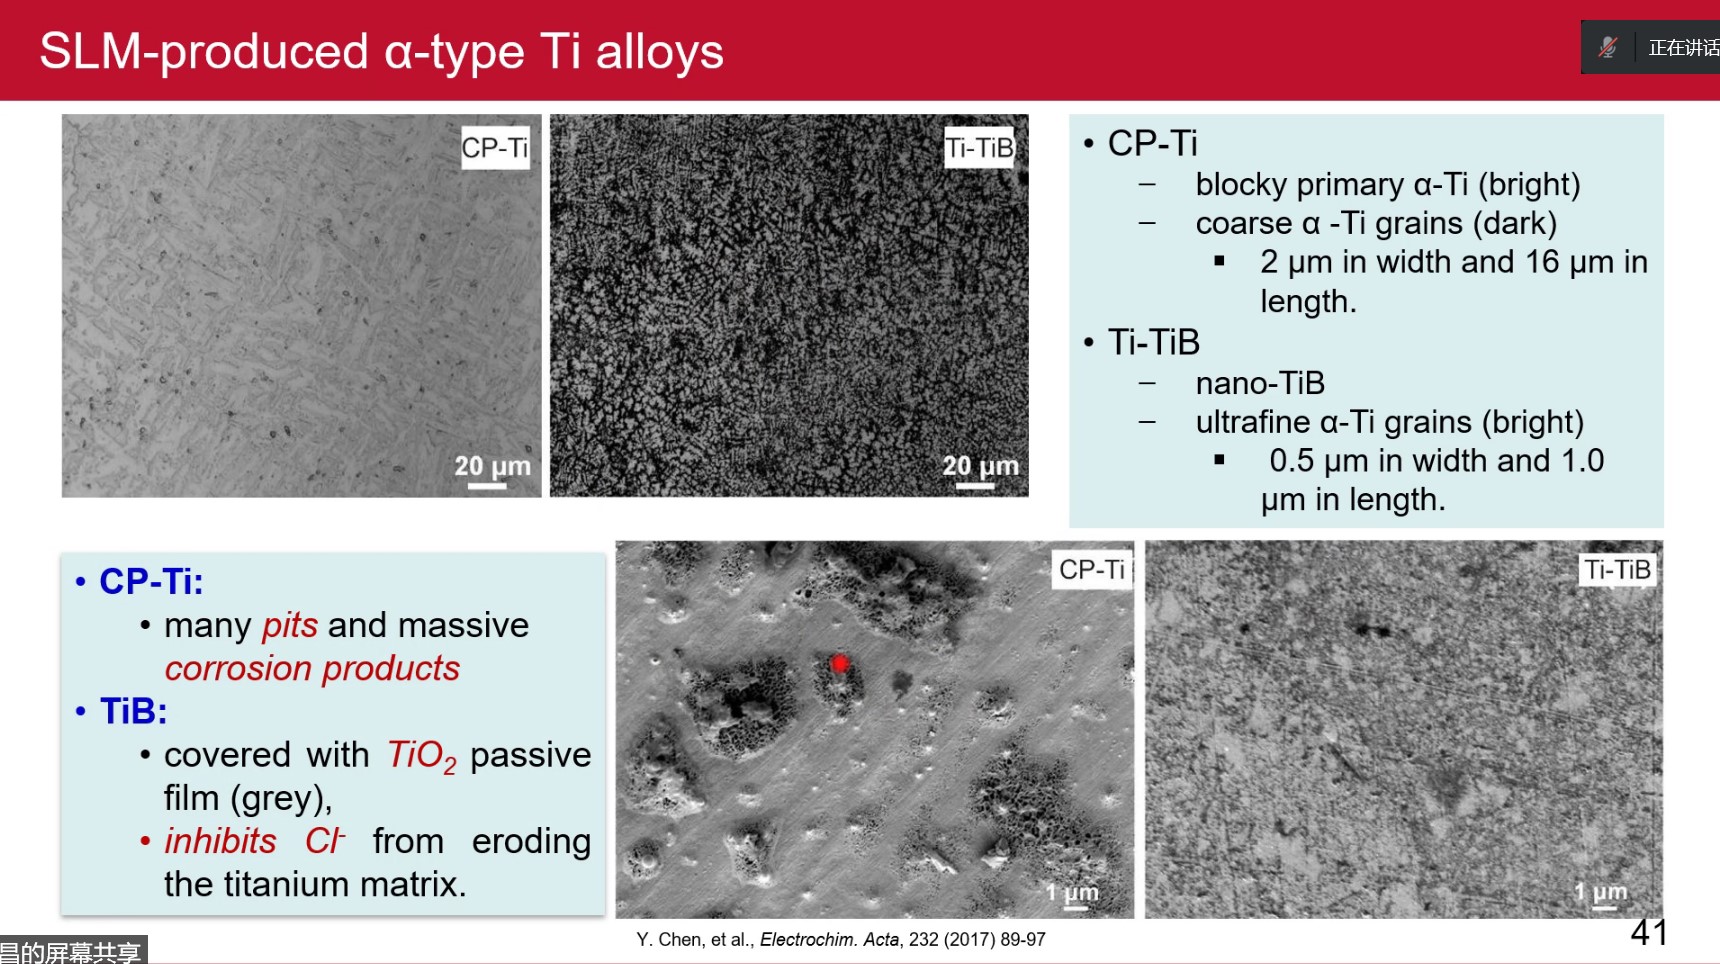 SLM-produced α-type Ti alloys
正在讲话
CP-Ti
Ti-TiB
20 µm
20 µm
• CP-Ti
– blocky primary α-Ti (bright)
– coarse α -Ti grains (dark)
▪ 2 µm in width and 16 µm in
length.
• Ti-TiB
– nano-TiB
– ultrafine α-Ti grains (bright)
▪ 0.5 µm in width and 1.0
µm in length.
• CP-Ti:
• many pits and massive
corrosion products
• TiB:
• covered with TiO2 passive
film (grey),
• inhibits Cl- from eroding
the titanium matrix.
CP-Ti
Ti-TiB
1 µm
1 µm
Y. Chen, et al., Electrochim. Acta, 232 (2017) 89-97
41
昌的屏幕共享